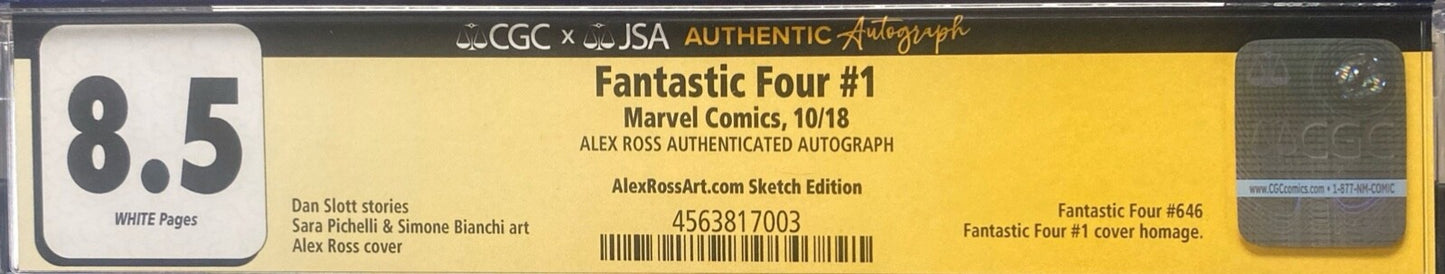 CGC x JSA AUTHENTIC Autograph
8.5
WHITE Pages
Fantastic Four #1
Marvel Comics, 10/18
ALEX ROSS AUTHENTICATED AUTOGRAPH
AlexRossArt.com Sketch Edition
4563817003
Dan Slott stories
Sara Pichelli & Simone Bianchi art
Alex Ross cover
Fantastic Four #646
Fantastic Four #1 cover homage.
CGC
www.CGCcomics.com • 1-877-NM-COMIC